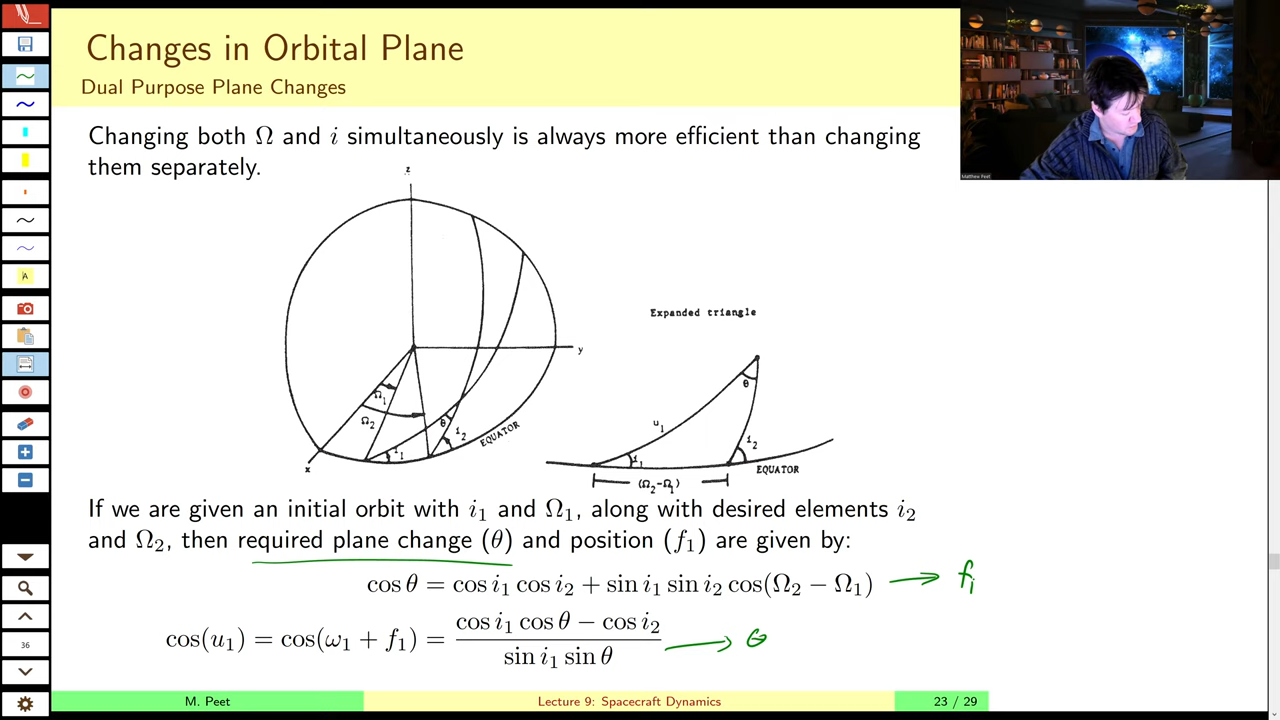 Changes in Orbital Plane
Dual Purpose Plane Changes
Changing both Ω and i simultaneously is always more efficient than changing
them separately.
z
y
x
Ω₁
Ω₂
θ
i₂
i₁
EQUATOR
Expanded triangle
θ
u₁
i₂
i₁
EQUATOR
(Ω₂-Ω₁)
If we are given an initial orbit with i₁ and Ω₁, along with desired elements i₂
and Ω₂, then required plane change (θ) and position (f₁) are given by:
cos θ = cos i₁ cos i₂ + sin i₁ sin i₂ cos(Ω₂ − Ω₁) → fᵢ
cos(u₁) = cos(ω₁ + f₁) = (cos i₁ cos θ − cos i₂) / (sin i₁ sin θ) → θ
M. Peet
Lecture 9: Spacecraft Dynamics
23 / 29
Matthew Peet
A
36